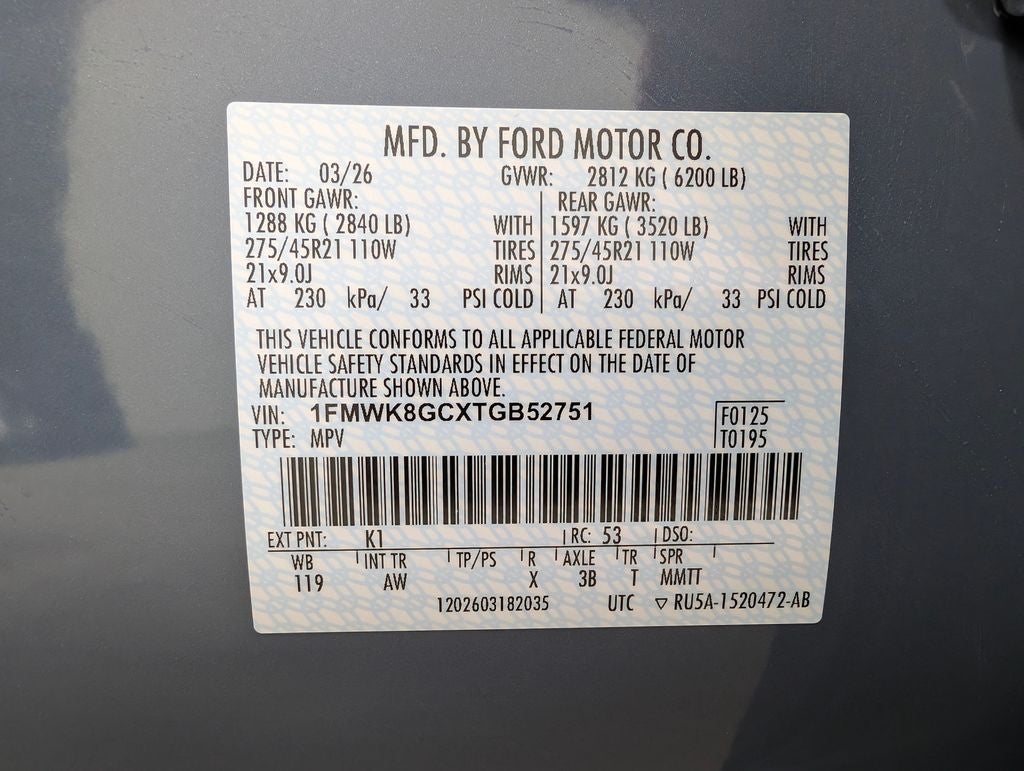 MFD. BY FORD MOTOR CO.
DATE: 03/26 GVWR: 2812 KG ( 6200 LB)
FRONT GAWR: REAR GAWR:
1288 KG ( 2840 LB) WITH 1597 KG ( 3520 LB) WITH
275/45R21 110W TIRES 275/45R21 110W TIRES
21x9.0J RIMS 21x9.0J RIMS
AT 230 kPa/ 33 PSI COLD AT 230 kPa/ 33 PSI COLD
THIS VEHICLE CONFORMS TO ALL APPLICABLE FEDERAL MOTOR
VEHICLE SAFETY STANDARDS IN EFFECT ON THE DATE OF
MANUFACTURE SHOWN ABOVE.
VIN: 1FMWK8GCXTGB52751 F0125
TYPE: MPV T0195
EXT PNT: K1 RC: 53 DSO:
WB INT TR TP/PS R AXLE TR SPR
119 AW X 3B T MMTT
1202603182035 UTC ▽ RU5A-1520472-AB